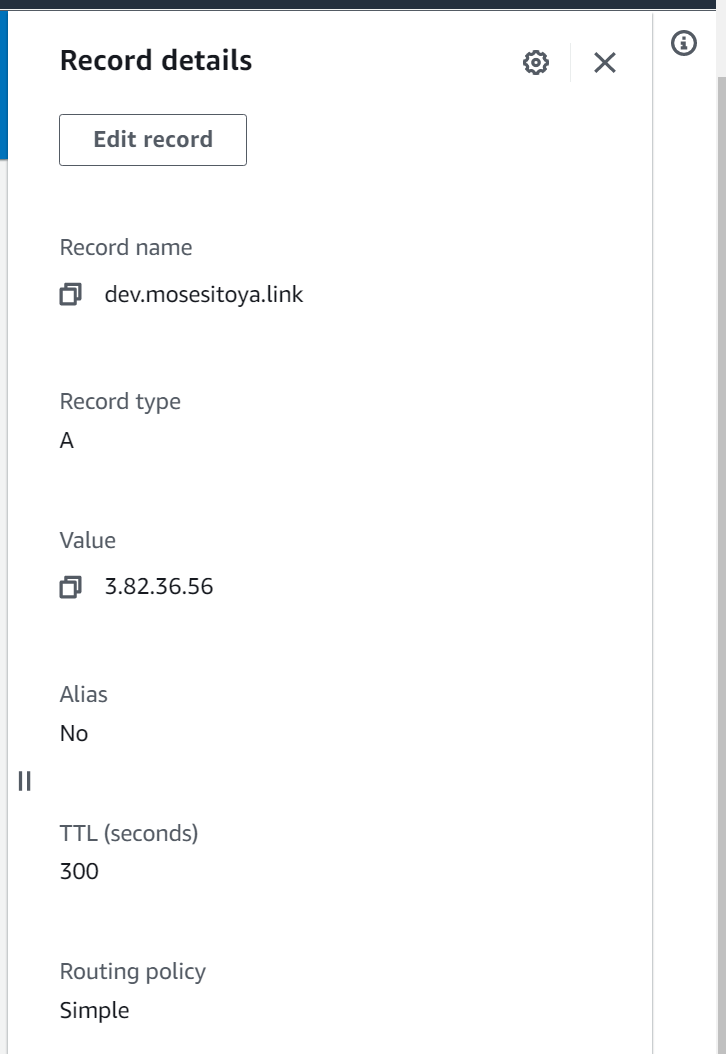 Record details
Edit record
Record name
dev.mosesitoya.link
Record type
A
Value
3.82.36.56
Alias
No
TTL (seconds)
300
Routing policy
Simple